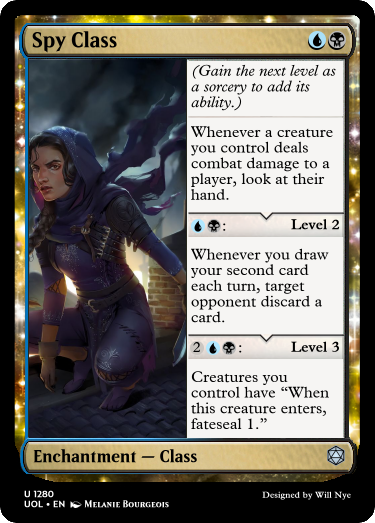 Spy Class
(Gain the next level as
a sorcery to add its
ability.)
Whenever a creature
you control deals
combat damage to a
player, look at their
hand.
: Level 2
Whenever you draw
your second card
each turn, target
opponent discard a
card.
2 : Level 3
Creatures you
control have “When
this creature enters,
fateseal 1.”
Enchantment — Class
U 1280
UOL • EN Melanie Bourgeois
Designed by Will Nye